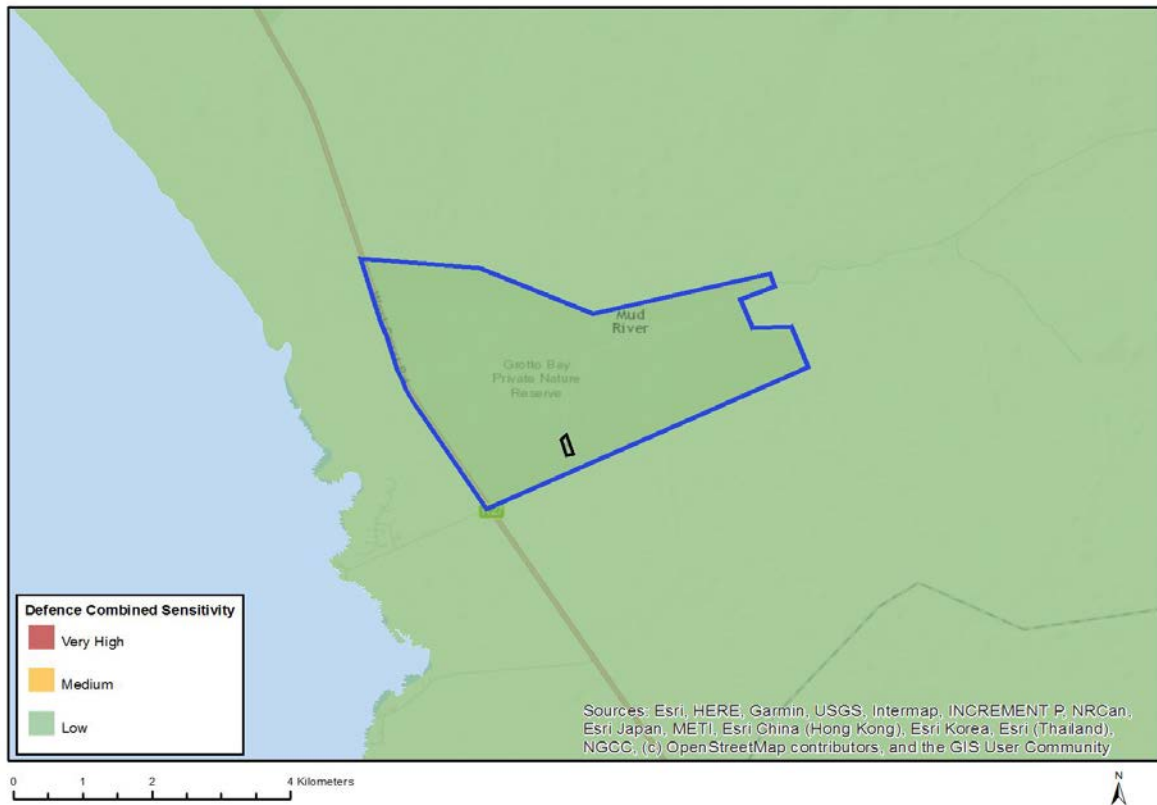 Mud
River
Grotto Bay
Private Nature
Reserve
Defence Combined Sensitivity
Very High
Medium
Low
Sources: Esri, HERE, Garmin, USGS, Intermap, INCREMENT P, NRCan,
Esri Japan, METI, Esri China (Hong Kong), Esri Korea, Esri (Thailand),
NGCC, (c) OpenStreetMap contributors, and the GIS User Community
0 1 2 4 Kilometers
N